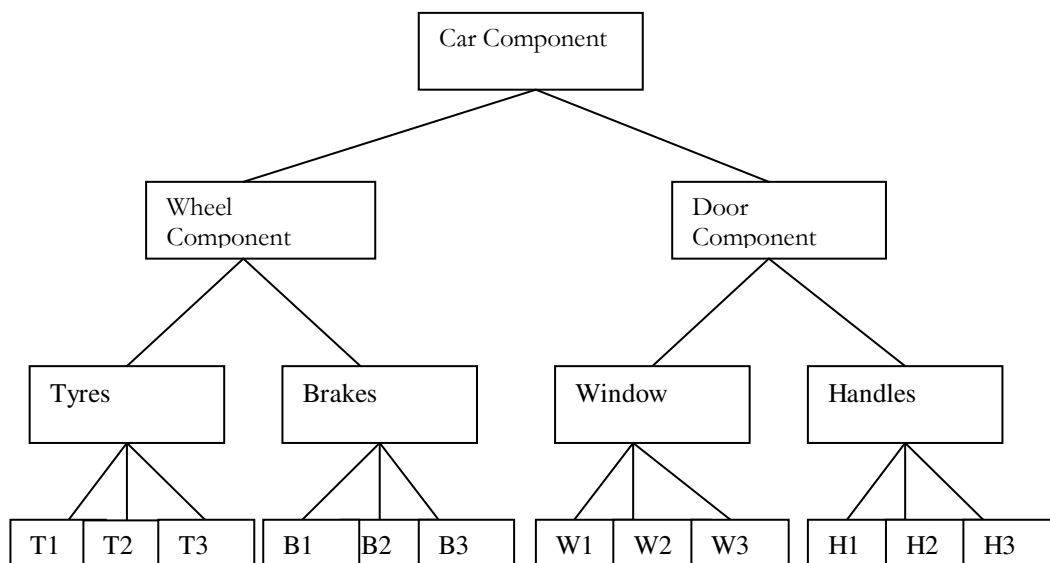 Car Component
Wheel
Component
Door
Component
Tyres
Brakes
Window
Handles
T1
T2
T3
B1
B2
B3
W1
W2
W3
H1
H2
H3